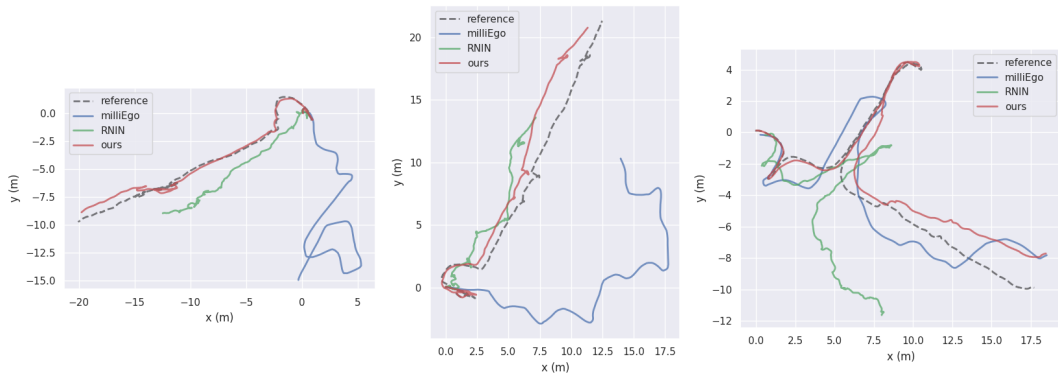 reference
milliEgo
RNIN
ours
y (m)
0.0
−2.5
−5.0
−7.5
−10.0
−12.5
−15.0
−20
−15
−10
−5
0
5
x (m)
reference
milliEgo
RNIN
ours
y (m)
20
15
10
5
0
0.0
2.5
5.0
7.5
10.0
12.5
15.0
17.5
x (m)
reference
milliEgo
RNIN
ours
y (m)
4
2
0
−2
−4
−6
−8
−10
−12
0.0
2.5
5.0
7.5
10.0
12.5
15.0
17.5
x (m)